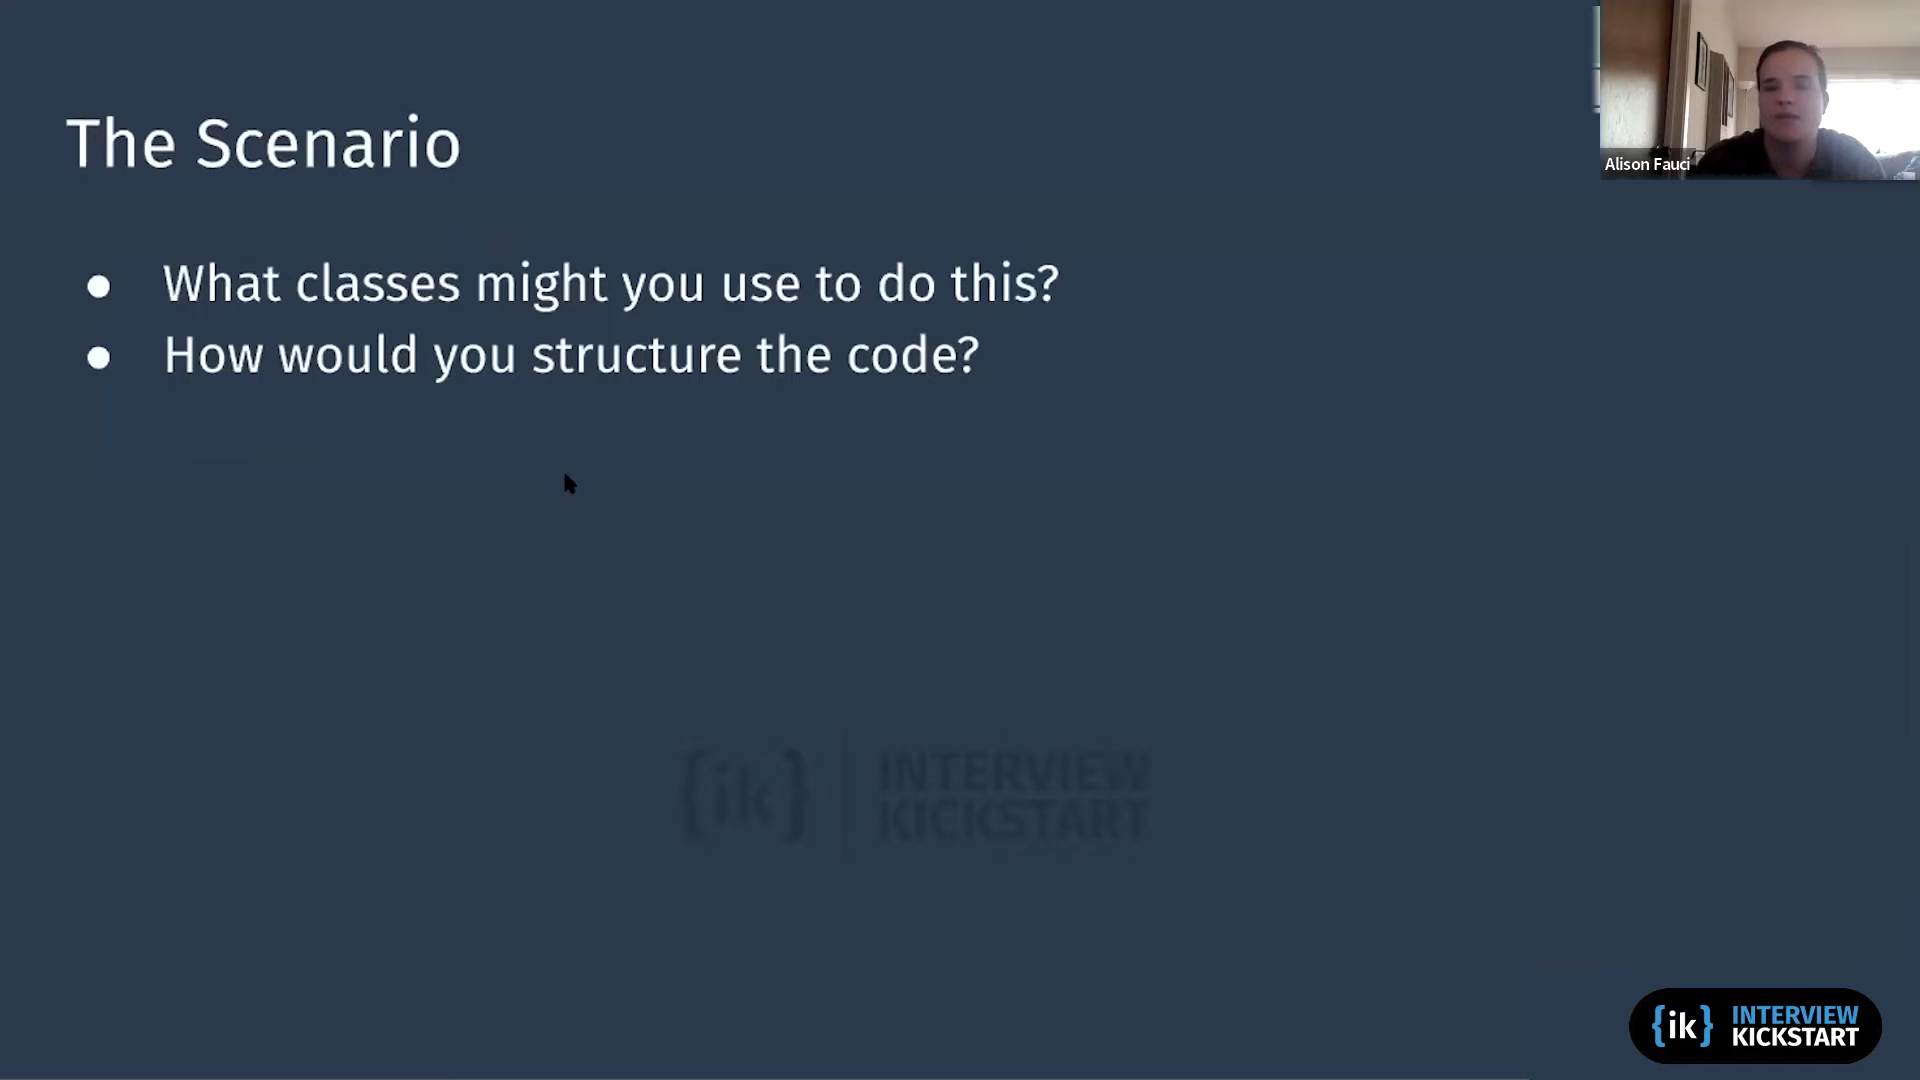 The Scenario
Alison Fauci
● What classes might you use to do this?
● How would you structure the code?
{ik} INTERVIEW
KICKSTART
{ik} INTERVIEW
KICKSTART